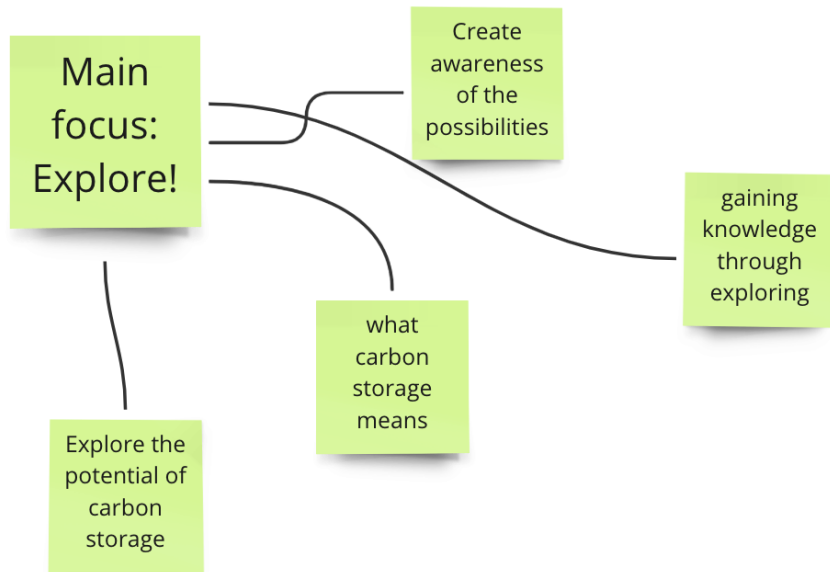 Main
focus:
Explore!
Create
awareness
of the
possibilities
gaining
knowledge
through
exploring
what
carbon
storage
means
Explore the
potential of
carbon
storage